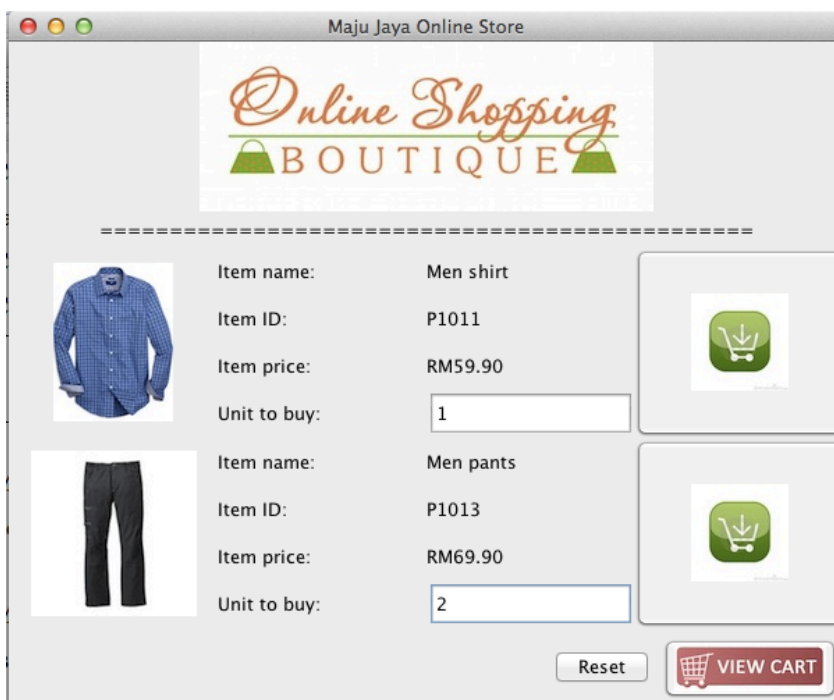 Maju Jaya Online Store
Online Shopping
BOUTIQUE
===============================================
Item name: Men shirt
Item ID: P1011
Item price: RM59.90
Unit to buy: 1
Item name: Men pants
Item ID: P1013
Item price: RM69.90
Unit to buy: 2
Reset VIEW CART